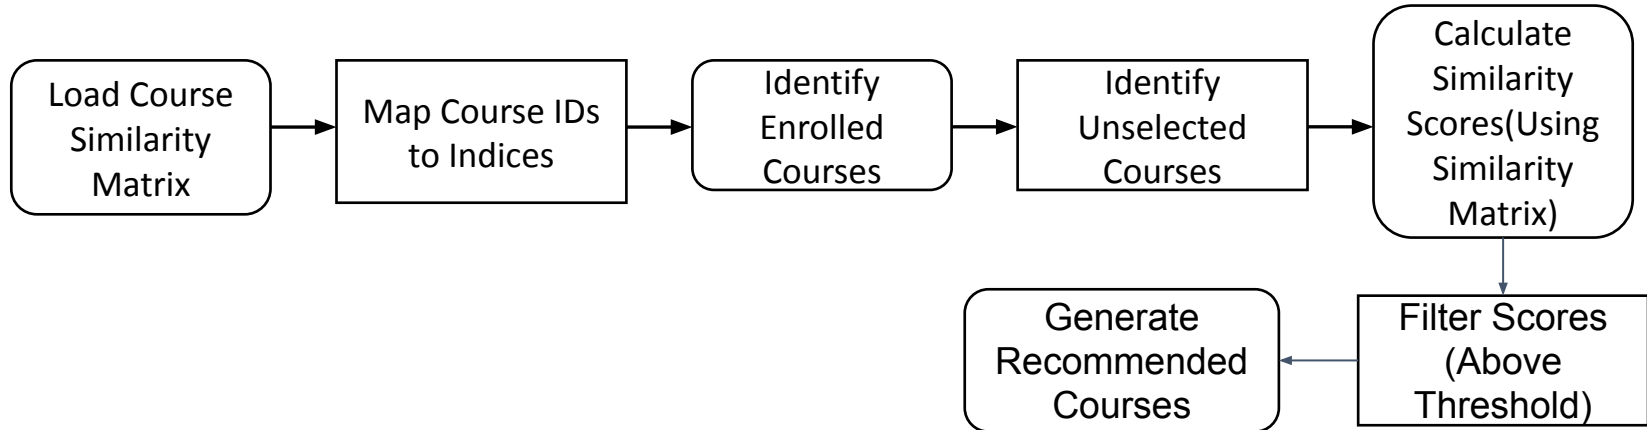 Load Course
Similarity
Matrix
Map Course IDs
to Indices
Identify
Enrolled
Courses
Identify
Unselected
Courses
Calculate
Similarity
Scores(Using
Similarity
Matrix)
Filter Scores
(Above
Threshold)
Generate
Recommended
Courses